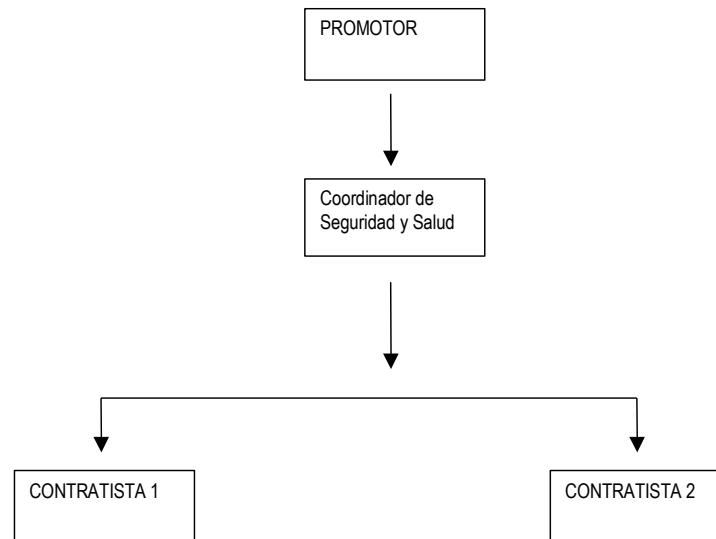 PROMOTOR
Coordinador de
Seguridad y Salud
CONTRATISTA 1
CONTRATISTA 2